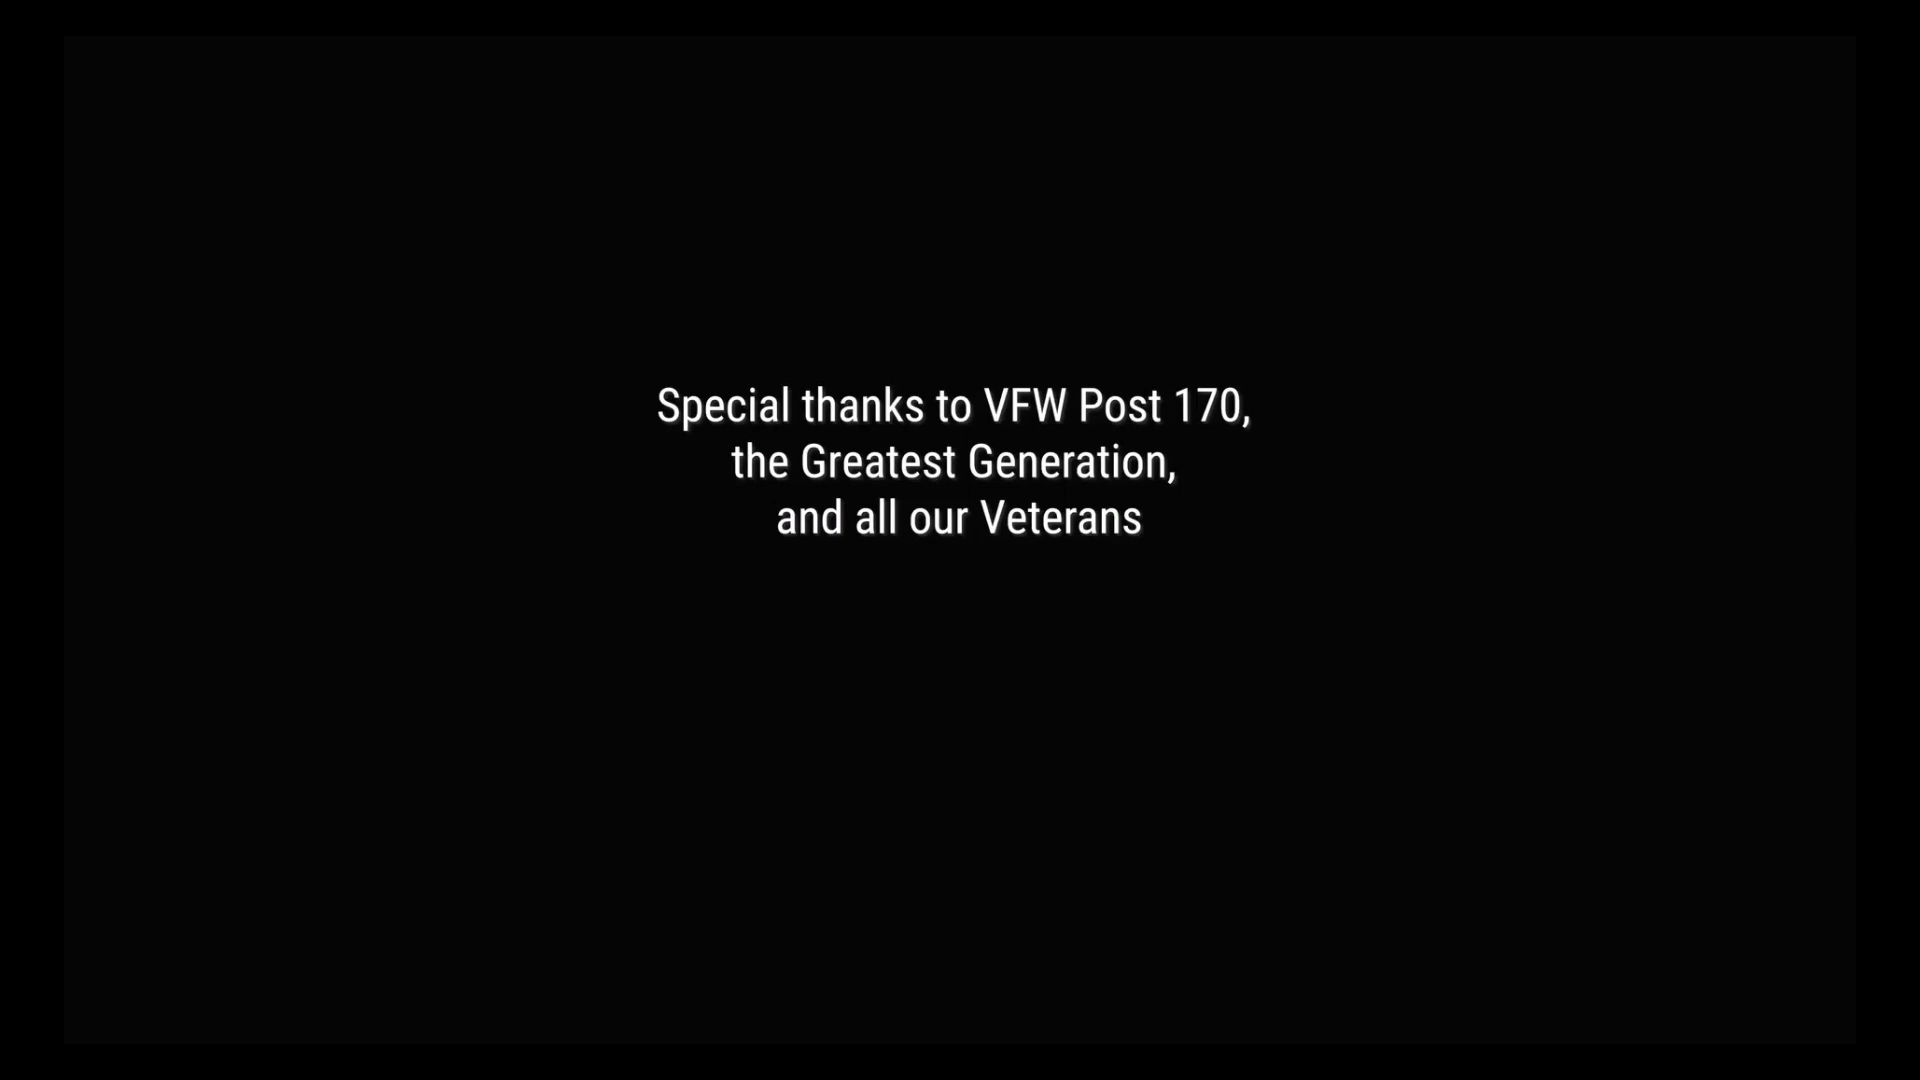 Special thanks to VFW Post 170,
the Greatest Generation,
and all our Veterans